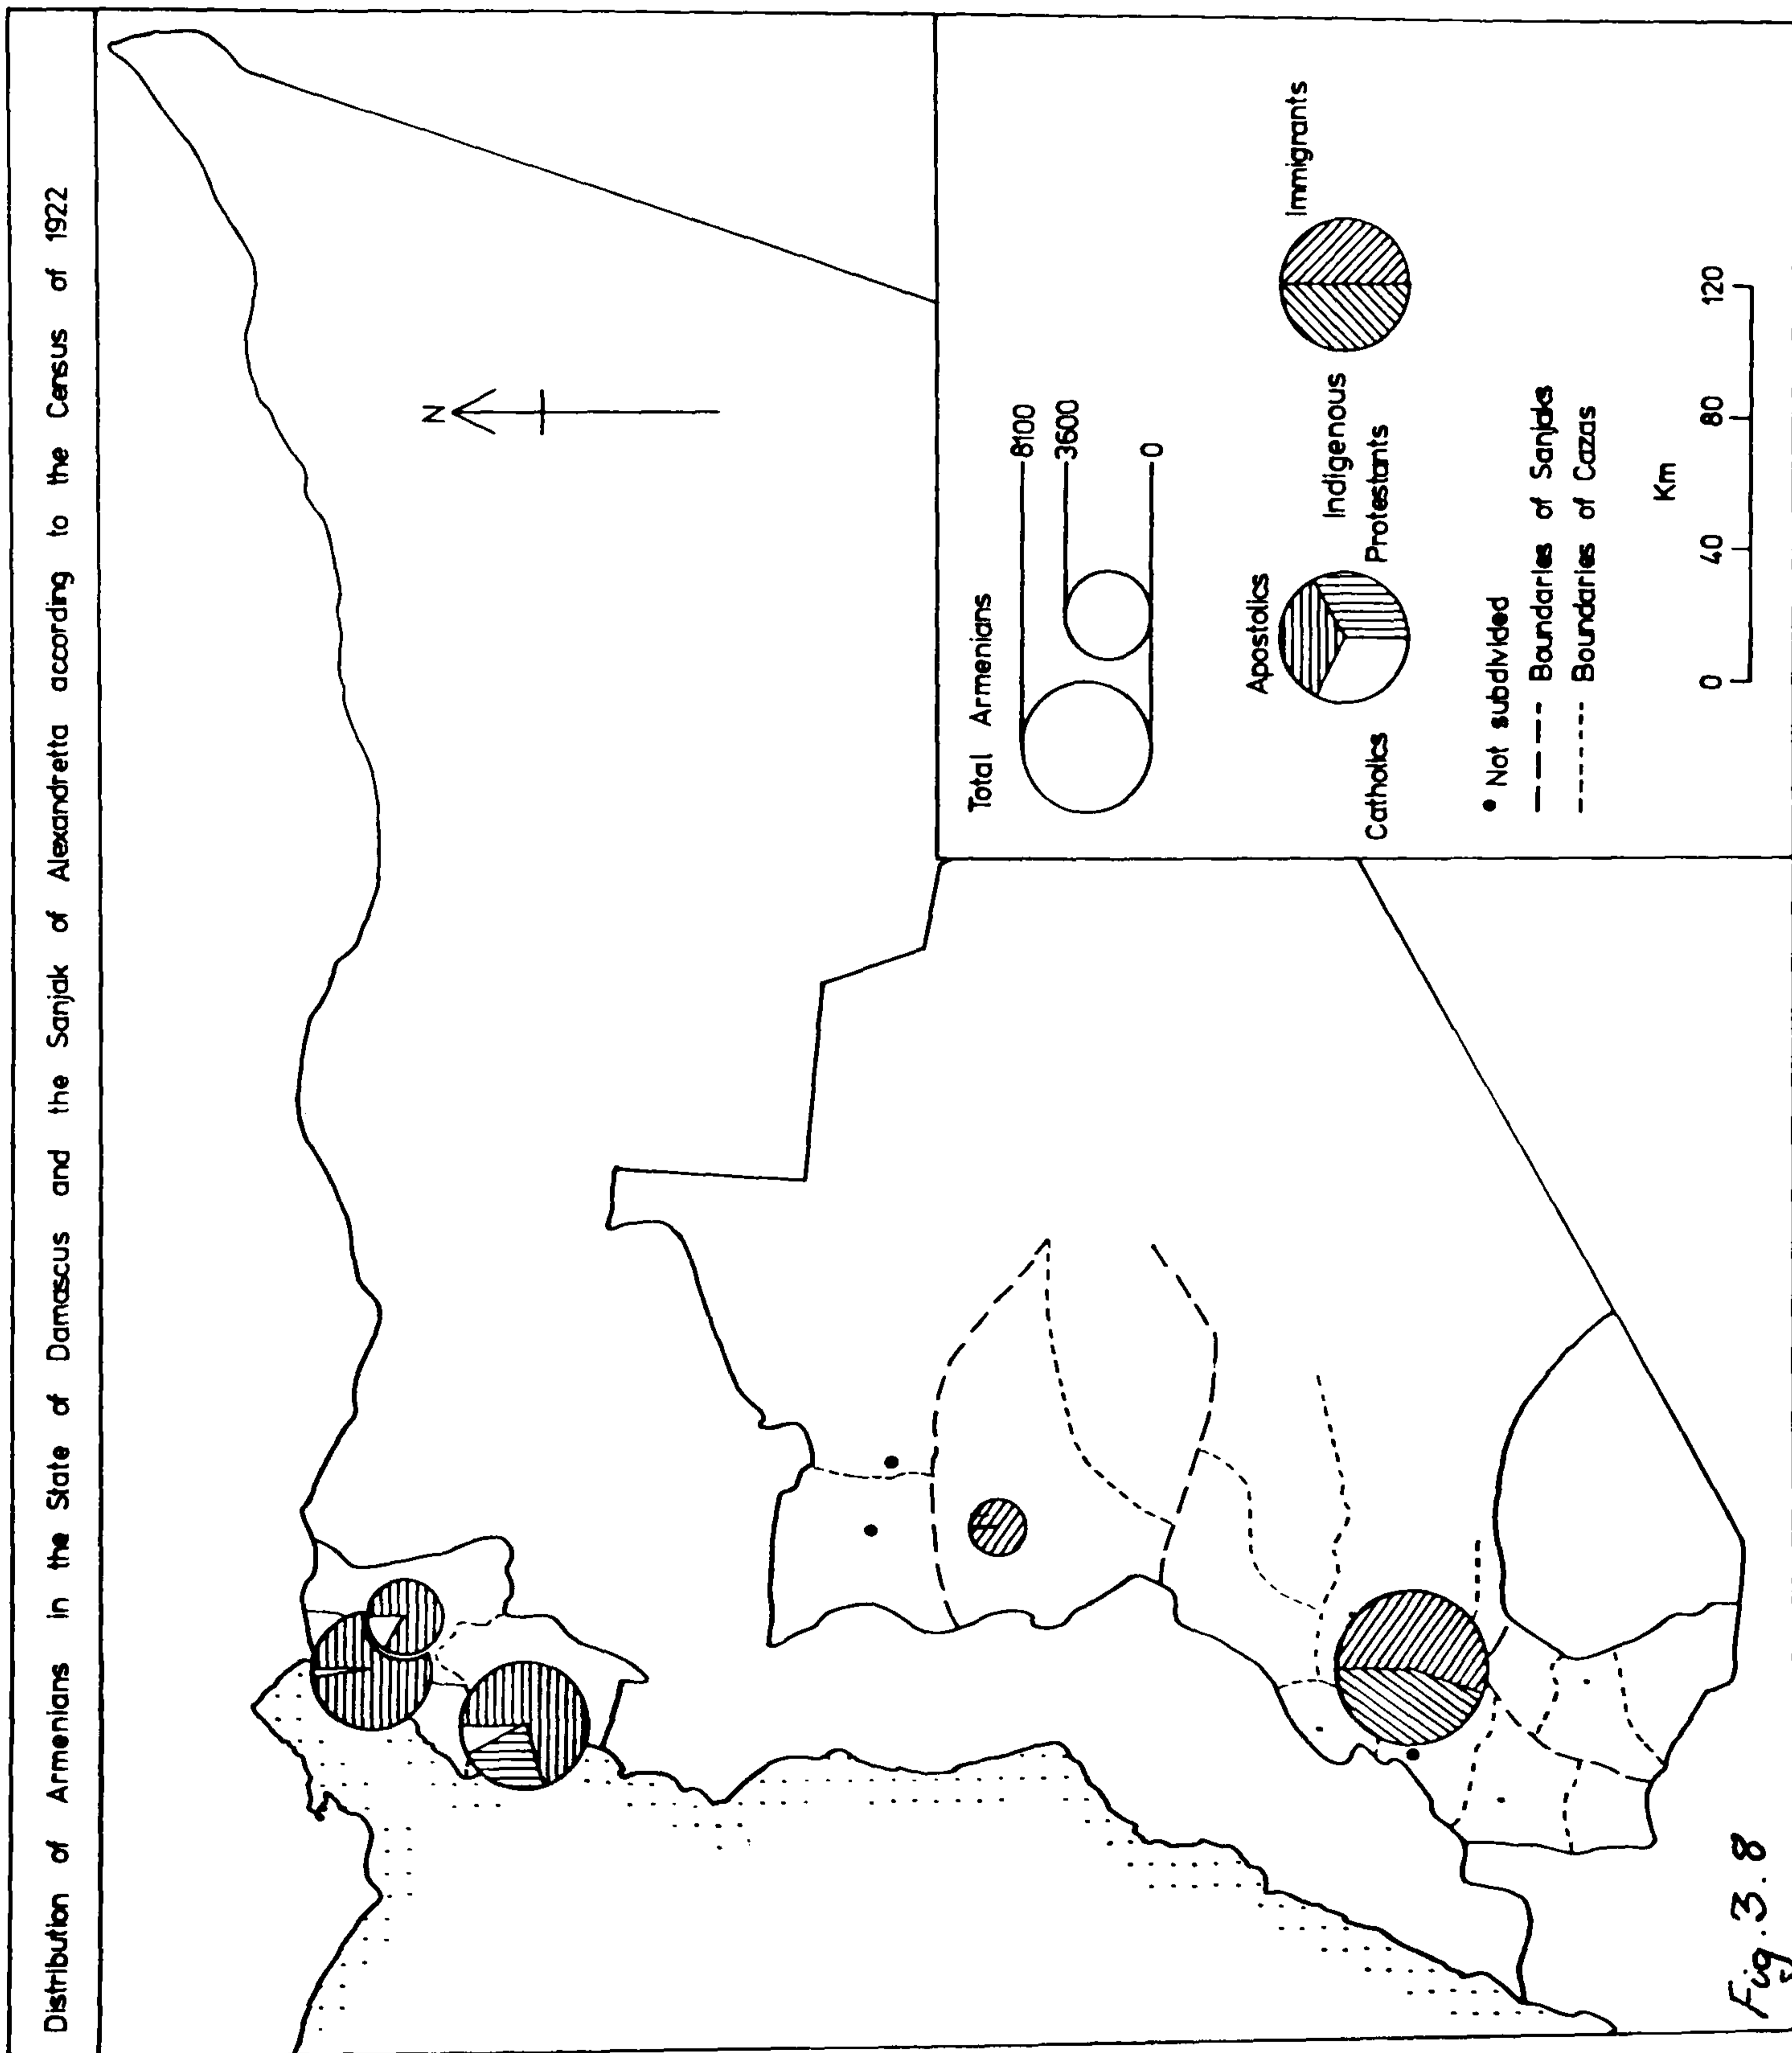 Distribution of Armenians in the State of Damascus and the Sanjak of Alexandretta according to the Census of 1922
N
Total Armenians
8100
3600
0
Apostolics
Catholics
Protestants
Indigenous
Immigrants
• Not subdivided
Boundaries of Sanjaks
Boundaries of Cazas
Km
0 40 80 120
Fig. 3.8